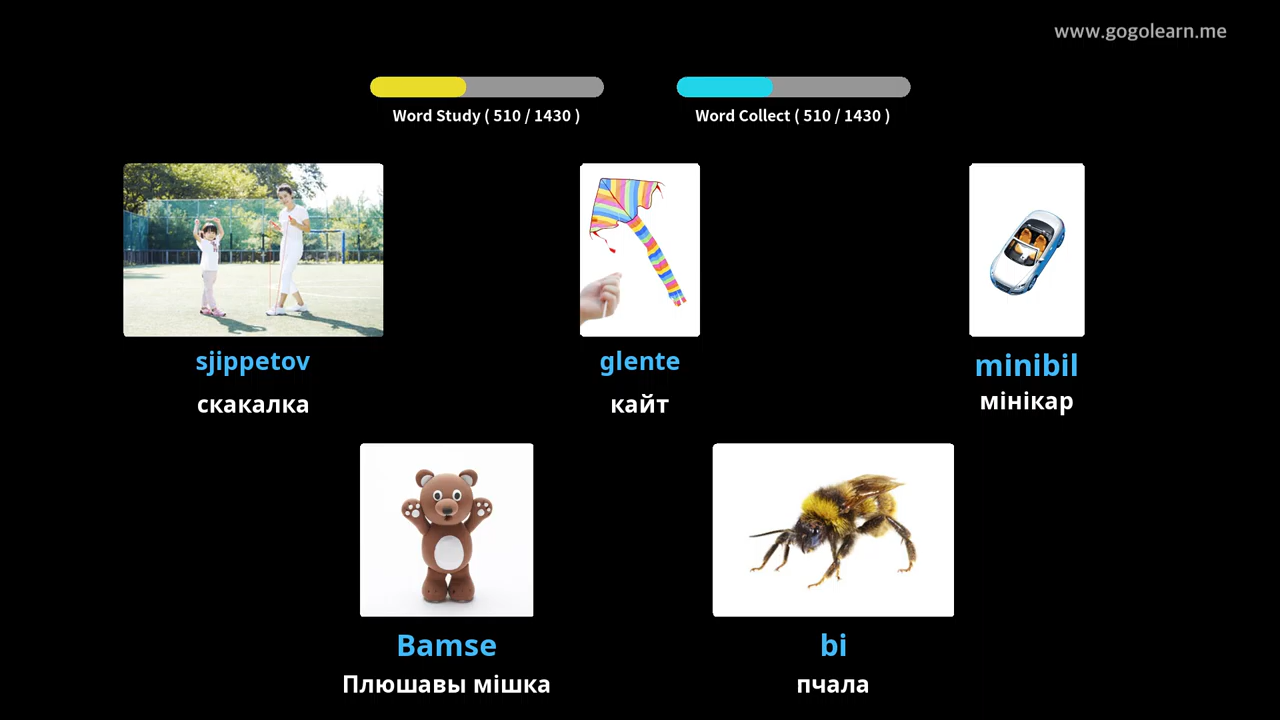 www.gogolearn.me
Word Study ( 510 / 1430 )
Word Collect ( 510 / 1430 )
sjippetov
glente
minibil
скакалка
кайт
мінікар
Bamse
bi
Плюшавы мішка
пчала